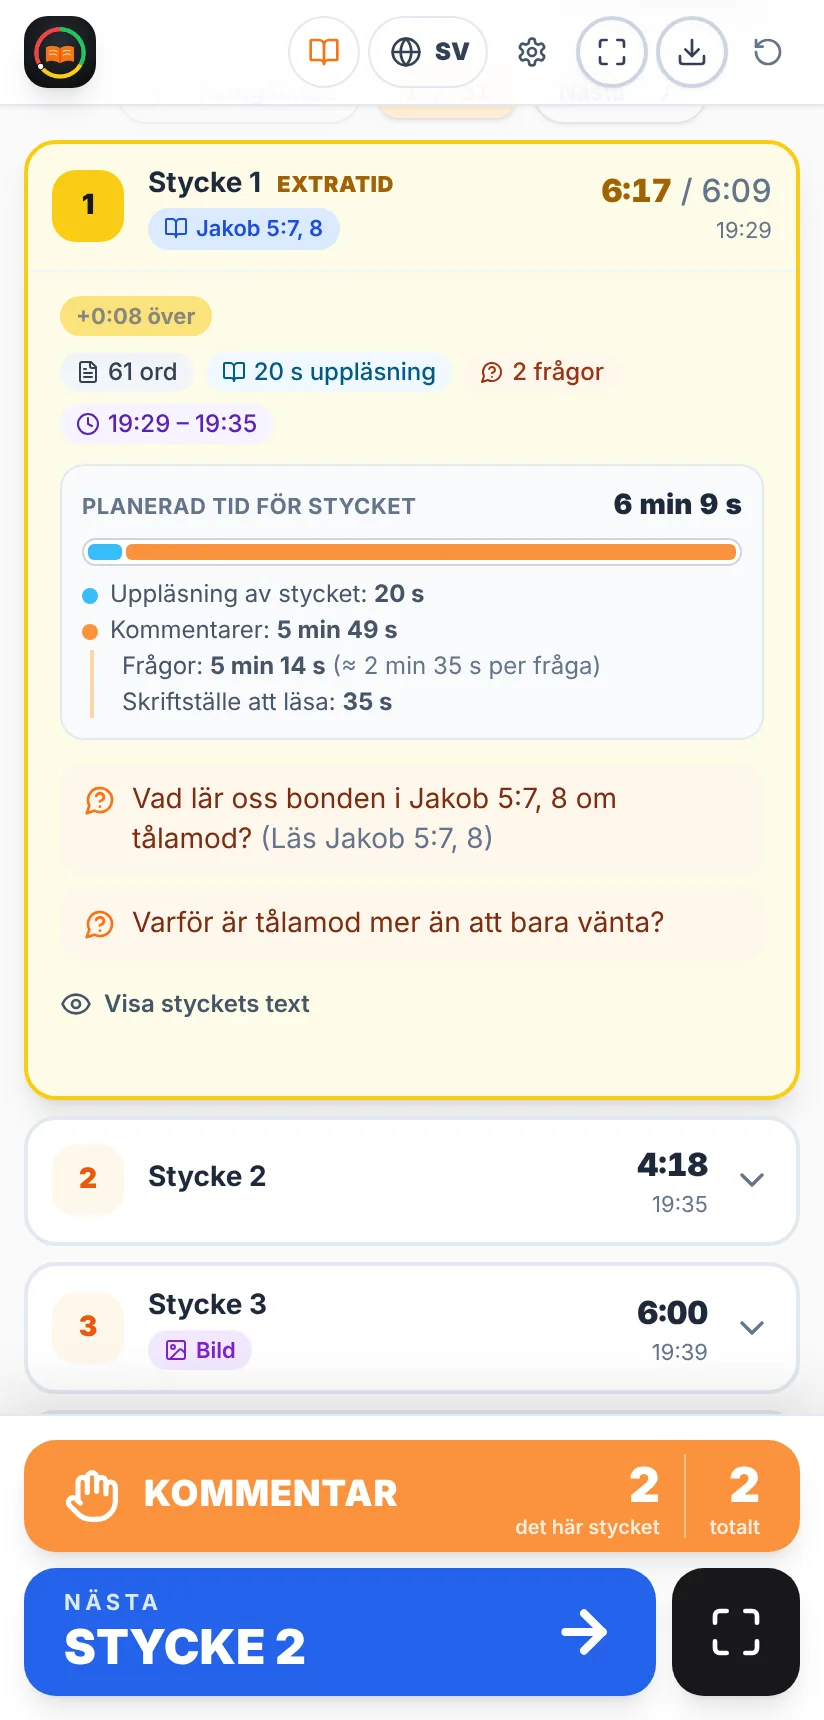 SV
Stycke 1 EXTRATID
6:17 / 6:09
Jakob 5:7, 8
19:29
+0:08 över
61 ord
20 s uppläsning
2 frågor
19:29 – 19:35
PLANERAD TID FÖR STYCKET
6 min 9 s
Uppläsning av stycket: 20 s
Kommentarer: 5 min 49 s
Frågor: 5 min 14 s (≈ 2 min 35 s per fråga)
Skriftställe att läsa: 35 s
Vad lär oss bonden i Jakob 5:7, 8 om
tålamod? (Läs Jakob 5:7, 8)
Varför är tålamod mer än att bara vänta?
Visa styckets text
2
Stycke 2
4:18
19:35
3
Stycke 3
6:00
Bild
19:39
KOMMENTAR
2
det här stycket
2
totalt
NÄSTA
STYCKE 2